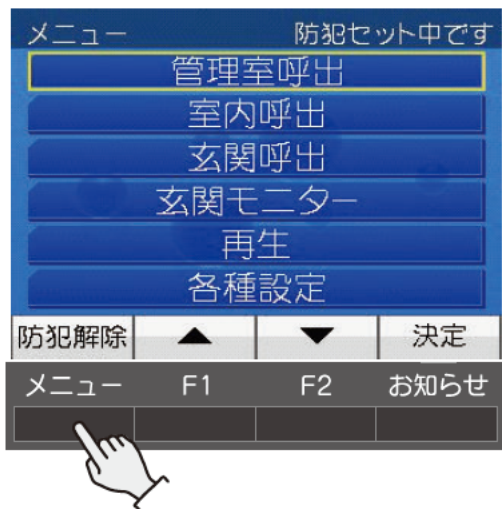 メニュー 防犯セット中です
管理室呼出
室内呼出
玄関呼出
玄関モニター
再生
各種設定
防犯解除 ▲ ▼ 決定
メニュー F1 F2 お知らせ